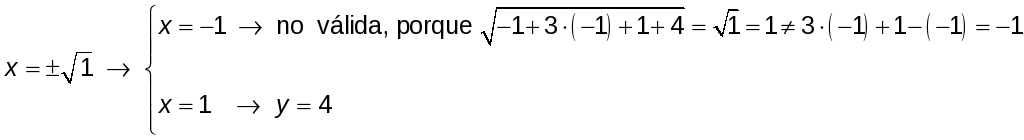 x = ±√1 → { x = −1 → no válida, porque √(−1+3·(−1)+1+4) = √1 = 1 ≠ 3·(−1)+1−(−1) = −1
x = 1 → y = 4